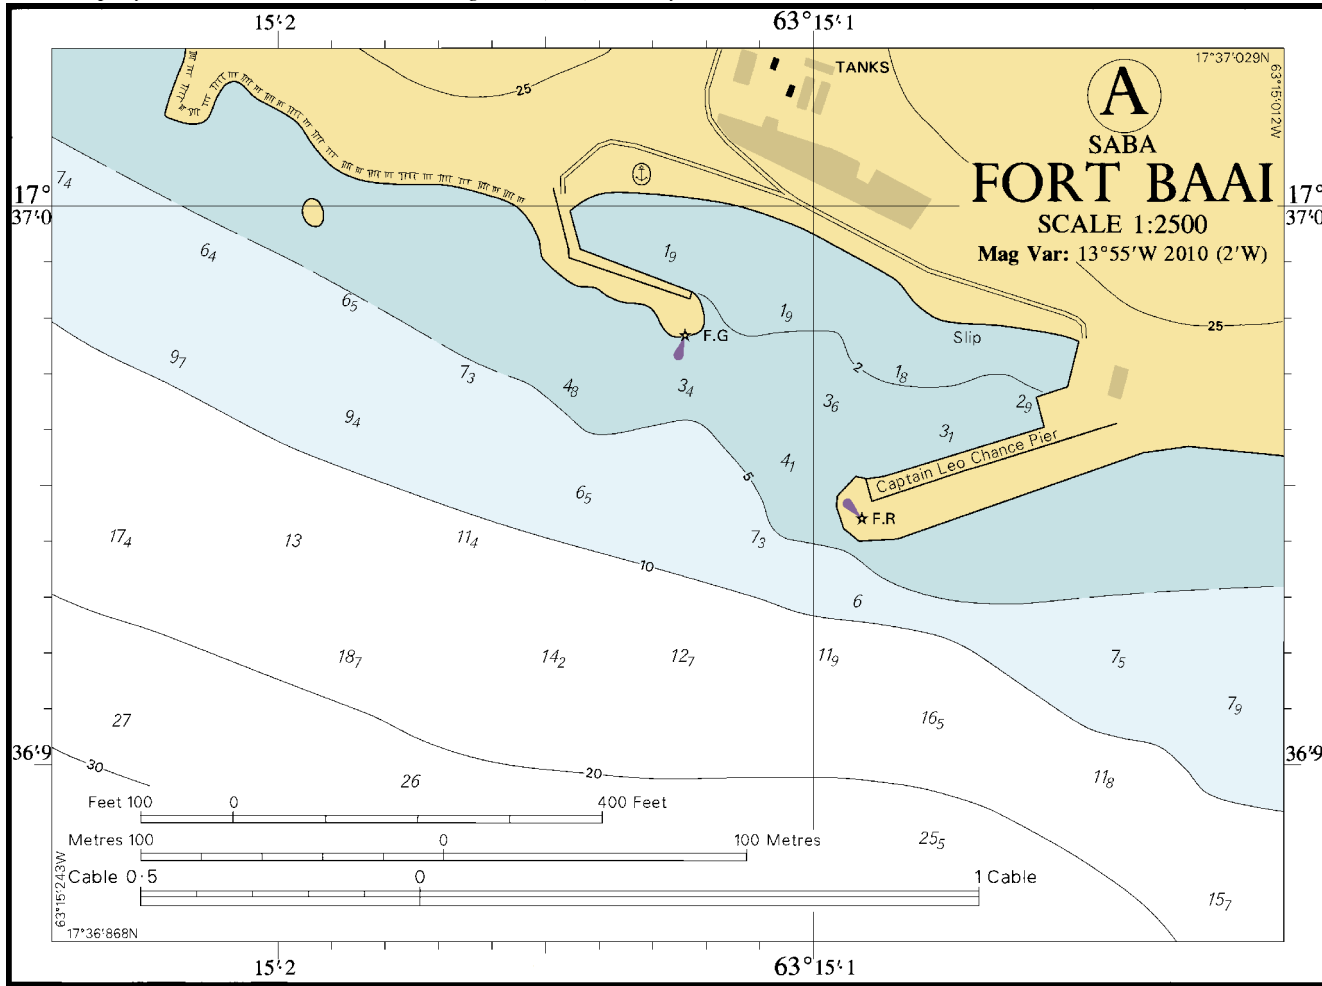 15′·2
63°15′·1
17°37′·029N
63°15′·012W
TANKS
A
SABA
FORT BAAI
SCALE 1:2500
Mag Var: 13°55′W 2010 (2′W)
25
7₄
17°
37′·0
17°
37′·0
6₄
1₉
6₅
1₉
25
F.G
Slip
9₇
7₃
4₈
3₄
2
1₈
9₄
3₆
2₉
3₁
4₁
Captain Leo Chance Pier
5
6₅
F.R
17₄
13
11₄
7₃
10
6
18₇
14₂
12₇
11₉
7₅
27
16₅
7₉
36′·9
36′·9
30
26
20
11₈
Feet 100 0 400 Feet
Metres 100 0 100 Metres
25₅
Cable 0·5 0 1 Cable
63°15′·243W
15₇
17°36′·868N
15′·2
63°15′·1